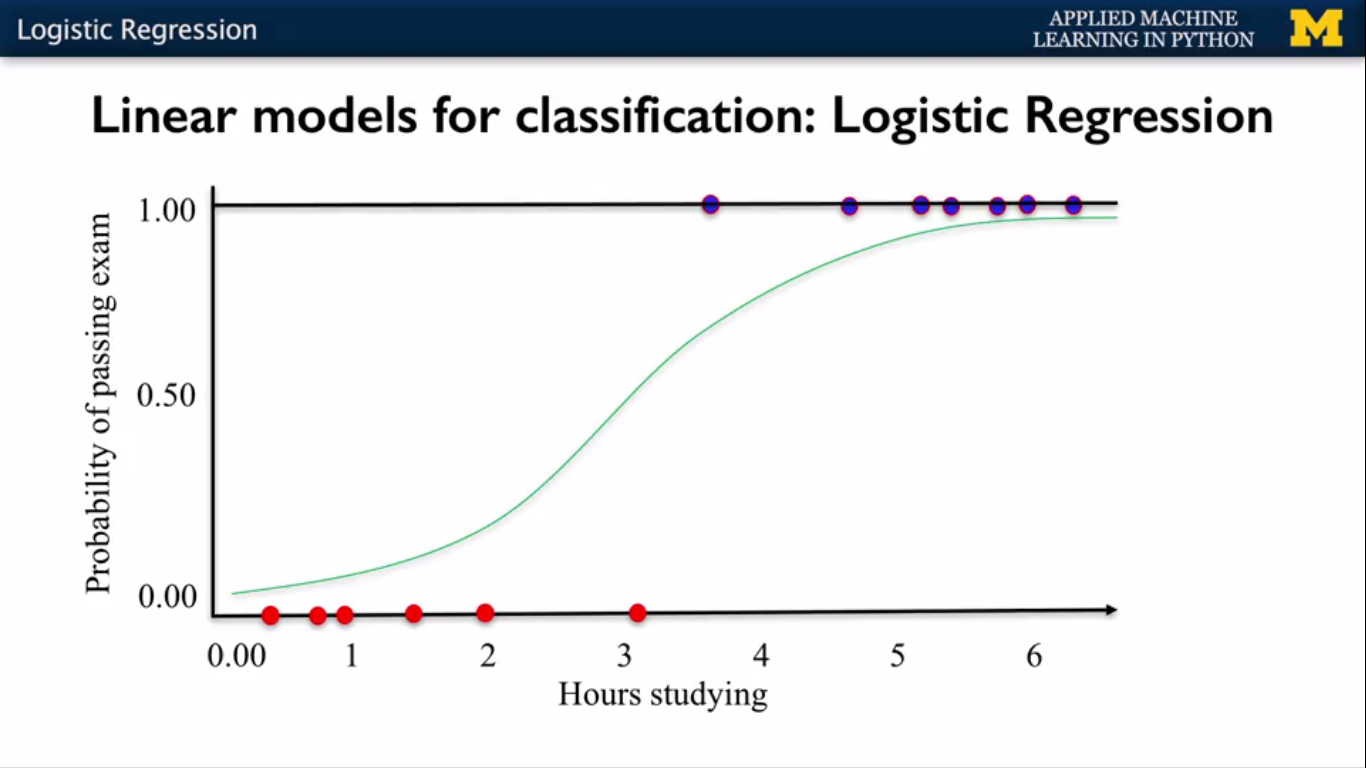 Logistic Regression
APPLIED MACHINE
LEARNING IN PYTHON
M
Linear models for classification: Logistic Regression
Probability of passing exam
1.00
0.50
0.00
0.00 1 2 3 4 5 6
Hours studying